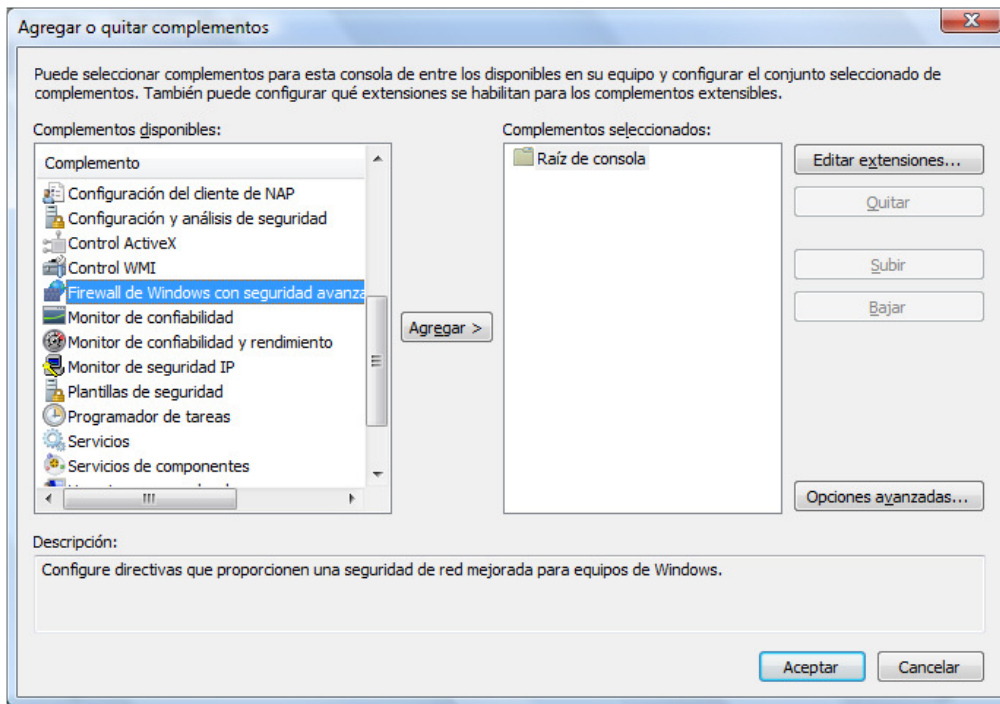 Agregar o quitar complementos
Puede seleccionar complementos para esta consola de entre los disponibles en su equipo y configurar el conjunto seleccionado de
complementos. También puede configurar qué extensiones se habilitan para los complementos extensibles.
Complementos disponibles:
Complemento
Configuración del cliente de NAP
Configuración y análisis de seguridad
Control ActiveX
Control WMI
Firewall de Windows con seguridad avanza
Monitor de confiabilidad
Monitor de confiabilidad y rendimiento
Monitor de seguridad IP
Plantillas de seguridad
Programador de tareas
Servicios
Servicios de componentes
Agregar >
Complementos seleccionados:
Raíz de consola
Editar extensiones...
Quitar
Subir
Bajar
Opciones avanzadas...
Descripción:
Configure directivas que proporcionen una seguridad de red mejorada para equipos de Windows.
Aceptar
Cancelar